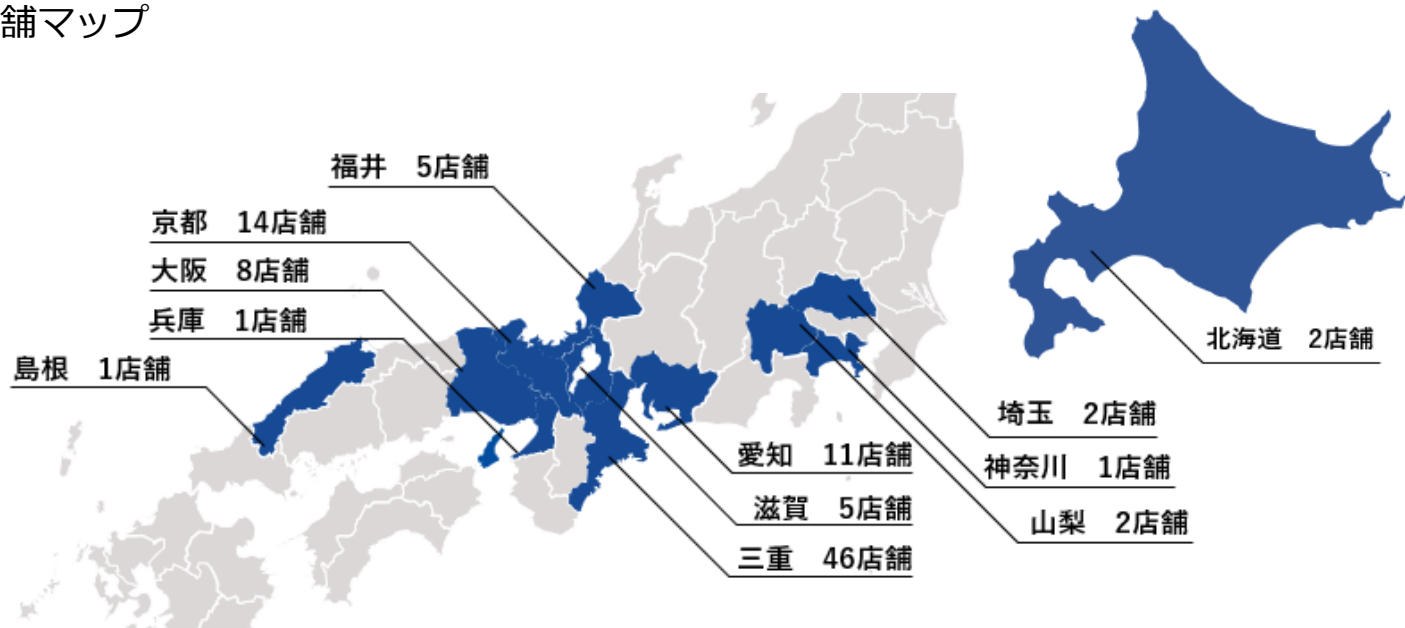 舗マップ
福井　5店舗
京都　14店舗
大阪　8店舗
兵庫　1店舗
島根　1店舗
北海道　2店舗
埼玉　2店舗
神奈川　1店舗
山梨　2店舗
愛知　11店舗
滋賀　5店舗
三重　46店舗